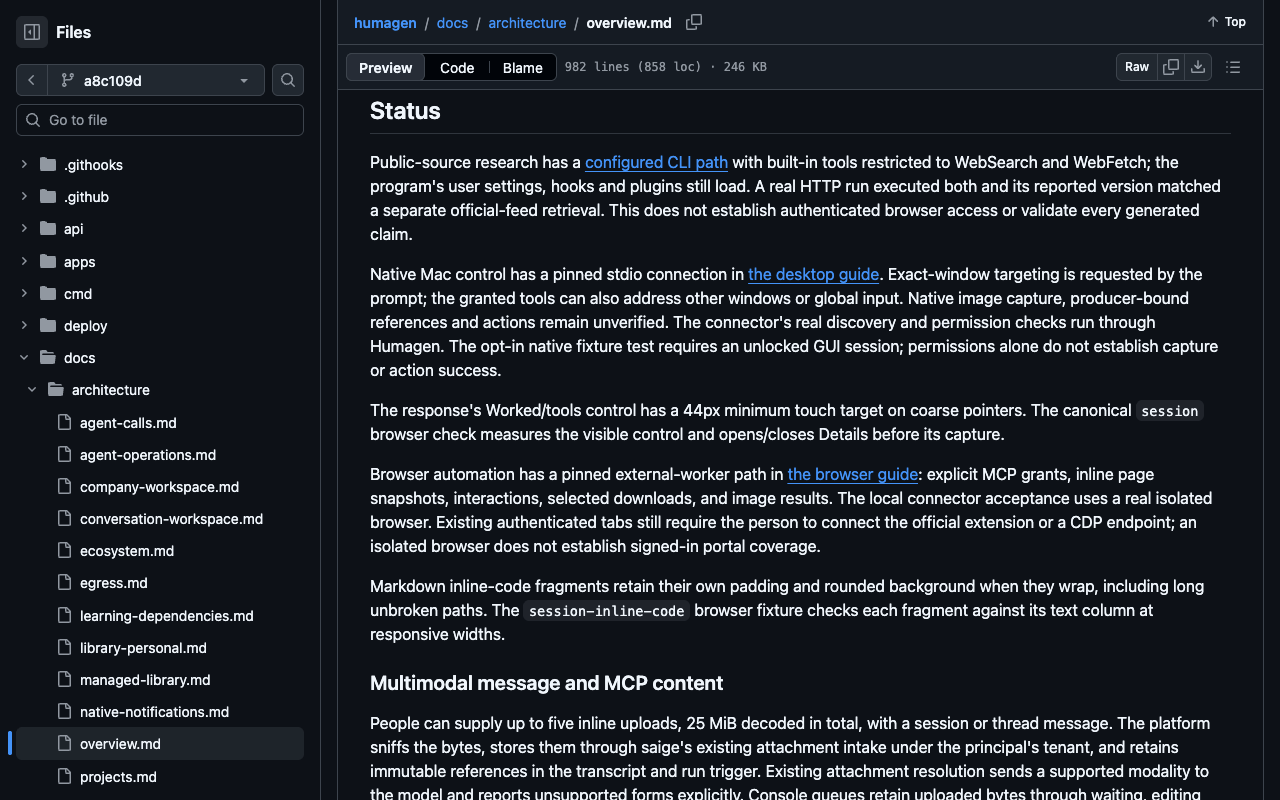 Files
humagen / docs / architecture / overview.md
Top
a8c109d
Preview
Code
Blame
982 lines (858 loc) · 246 KB
Raw
Go to file
.githooks
.github
api
apps
cmd
deploy
docs
architecture
agent-calls.md
agent-operations.md
company-workspace.md
conversation-workspace.md
ecosystem.md
egress.md
learning-dependencies.md
library-personal.md
managed-library.md
native-notifications.md
overview.md
projects.md
Status
Public-source research has a configured CLI path with built-in tools restricted to WebSearch and WebFetch; the
program's user settings, hooks and plugins still load. A real HTTP run executed both and its reported version matched
a separate official-feed retrieval. This does not establish authenticated browser access or validate every generated
claim.
Native Mac control has a pinned stdio connection in the desktop guide. Exact-window targeting is requested by the
prompt; the granted tools can also address other windows or global input. Native image capture, producer-bound
references and actions remain unverified. The connector's real discovery and permission checks run through
Humagen. The opt-in native fixture test requires an unlocked GUI session; permissions alone do not establish capture
or action success.
The response's Worked/tools control has a 44px minimum touch target on coarse pointers. The canonical session
browser check measures the visible control and opens/closes Details before its capture.
Browser automation has a pinned external-worker path in the browser guide: explicit MCP grants, inline page
snapshots, interactions, selected downloads, and image results. The local connector acceptance uses a real isolated
browser. Existing authenticated tabs still require the person to connect the official extension or a CDP endpoint; an
isolated browser does not establish signed-in portal coverage.
Markdown inline-code fragments retain their own padding and rounded background when they wrap, including long
unbroken paths. The session-inline-code browser fixture checks each fragment against its text column at
responsive widths.
Multimodal message and MCP content
People can supply up to five inline uploads, 25 MiB decoded in total, with a session or thread message. The platform
sniffs the bytes, stores them through saige's existing attachment intake under the principal's tenant, and retains
immutable references in the transcript and run trigger. Existing attachment resolution sends a supported modality to
the model and reports unsupported forms explicitly. Console queues retain uploaded bytes through waiting, editing